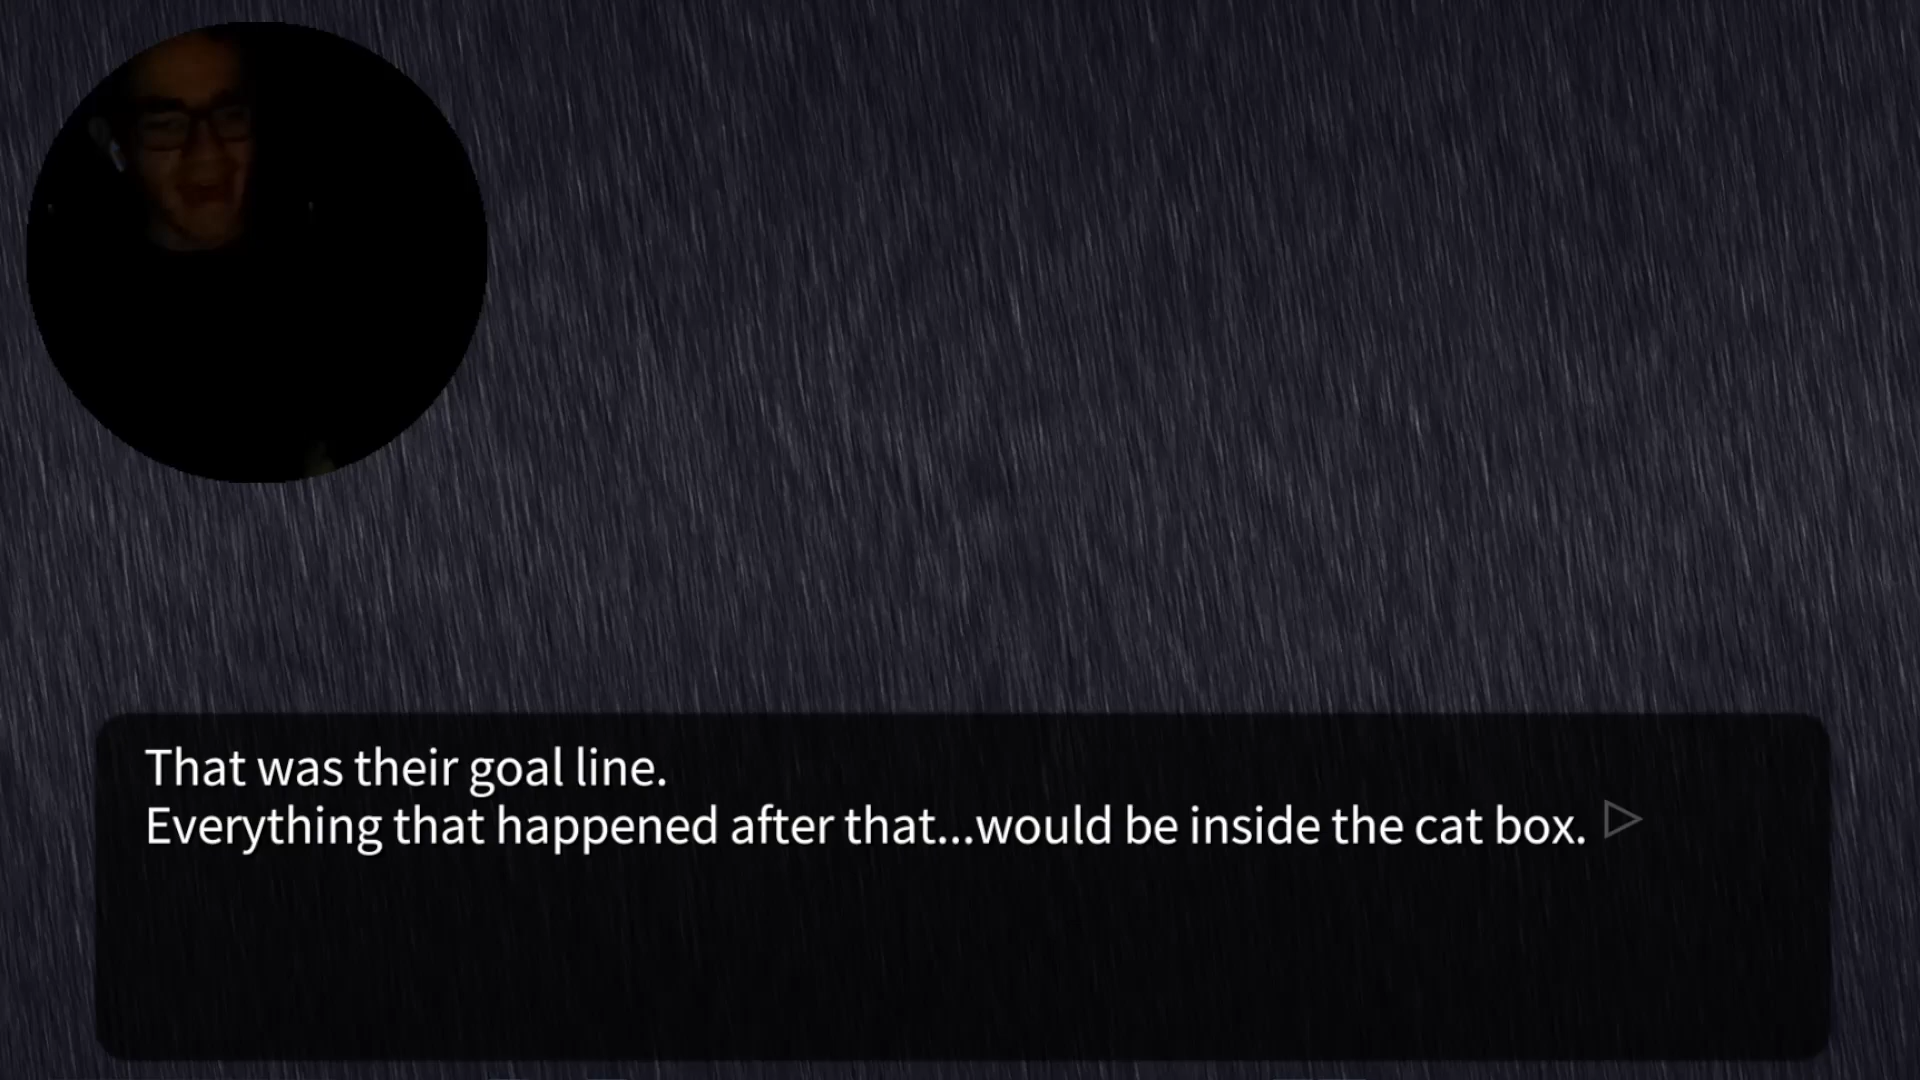 That was their goal line.
Everything that happened after that...would be inside the cat box.